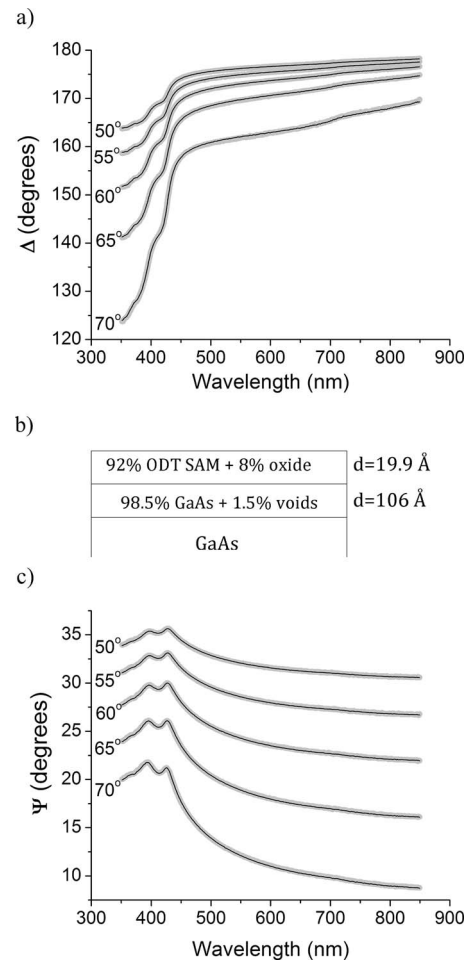 a)
180
170
160
150
140
130
120
Δ (degrees)
50°
55°
60°
65°
70°
300 400 500 600 700 800 900
Wavelength (nm)
b)
92% ODT SAM + 8% oxide d=19.9 Å
98.5% GaAs + 1.5% voids d=106 Å
GaAs
c)
35
30
25
20
15
10
Ψ (degrees)
50°
55°
60°
65°
70°
300 400 500 600 700 800 900
Wavelength (nm)